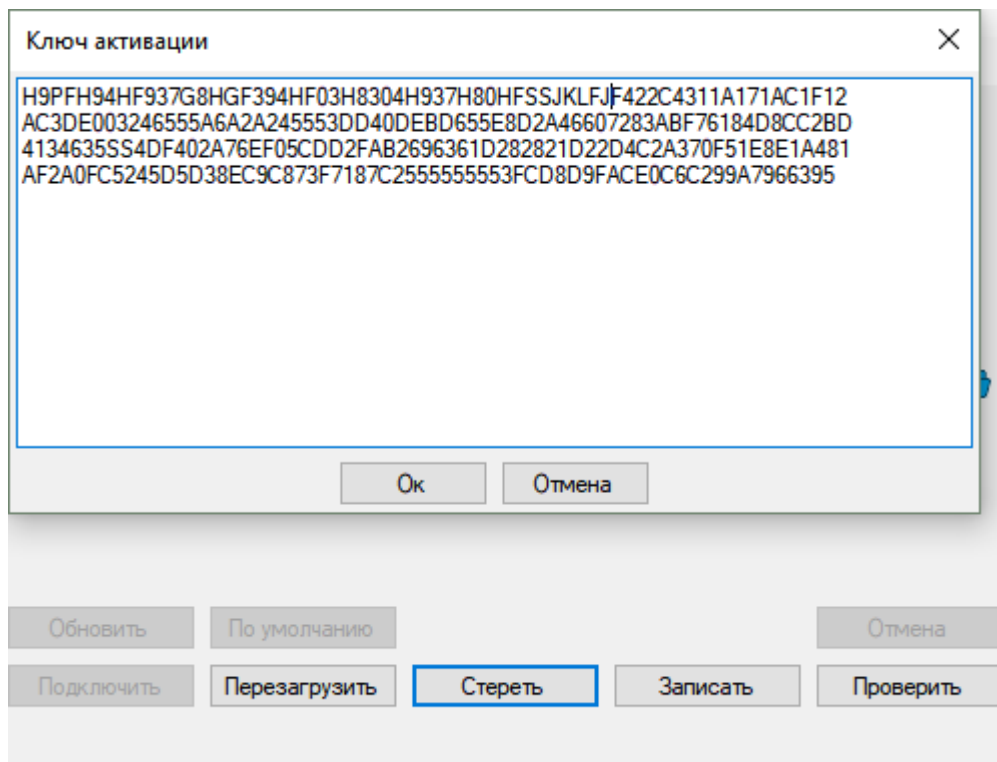 Ключ активации
H9PFH94HF937G8HGF394HF03H8304H937H80HFSSJKLFJF422C4311A171AC1F12
AC3DE003246555A6A2A245553DD40DEBD655E8D2A46607283ABF76184D8CC2BD
4134635SS4DF402A76EF05CDD2FAB2696361D282821D22D4C2A370F51E8E1A481
AF2A0FC5245D5D38EC9C873F7187C2555555553FCD8D9FACE0C6C299A7966395
Ок Отмена
Обновить По умолчанию Отмена
Подключить Перезагрузить Стереть Записать Проверить